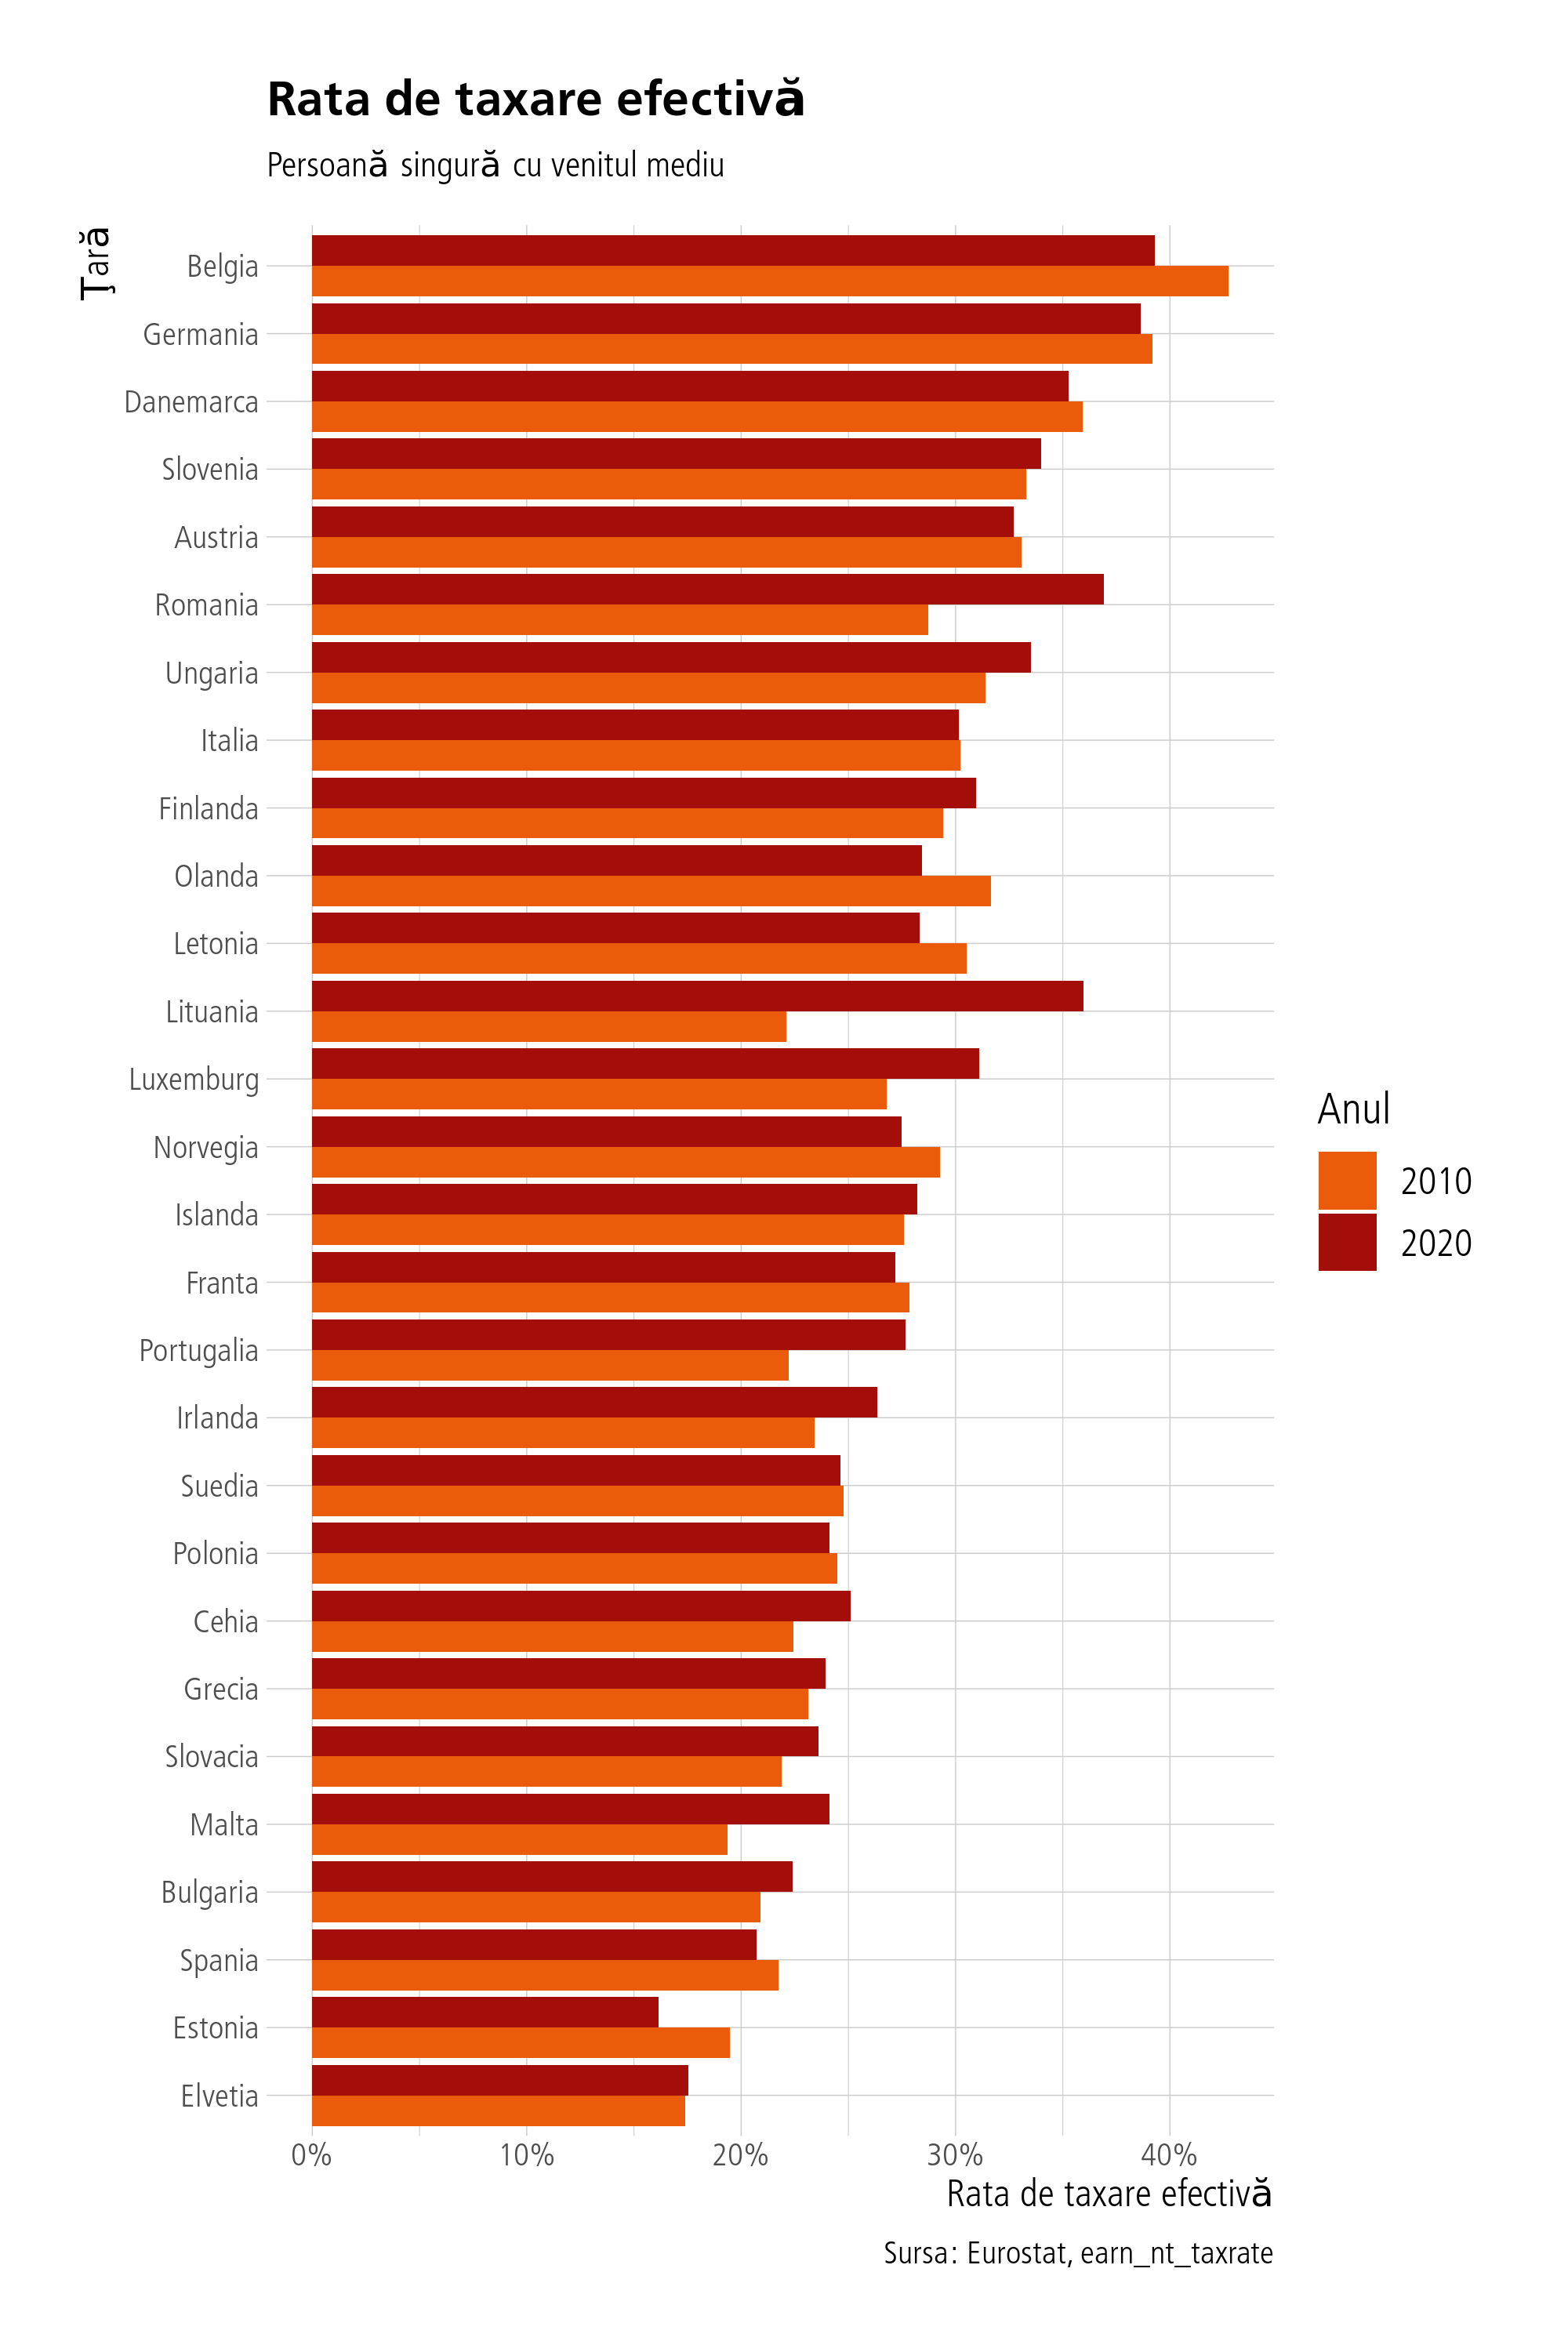 Rata de taxare efectivă
Persoană singură cu venitul mediu
Ţară
Belgia
Germania
Danemarca
Slovenia
Austria
Romania
Ungaria
Italia
Finlanda
Olanda
Letonia
Lituania
Luxemburg
Norvegia
Islanda
Franta
Portugalia
Irlanda
Suedia
Polonia
Cehia
Grecia
Slovacia
Malta
Bulgaria
Spania
Estonia
Elvetia
0% 10% 20% 30% 40%
Rata de taxare efectivă
Sursa: Eurostat, earn_nt_taxrate
Anul
2010
2020